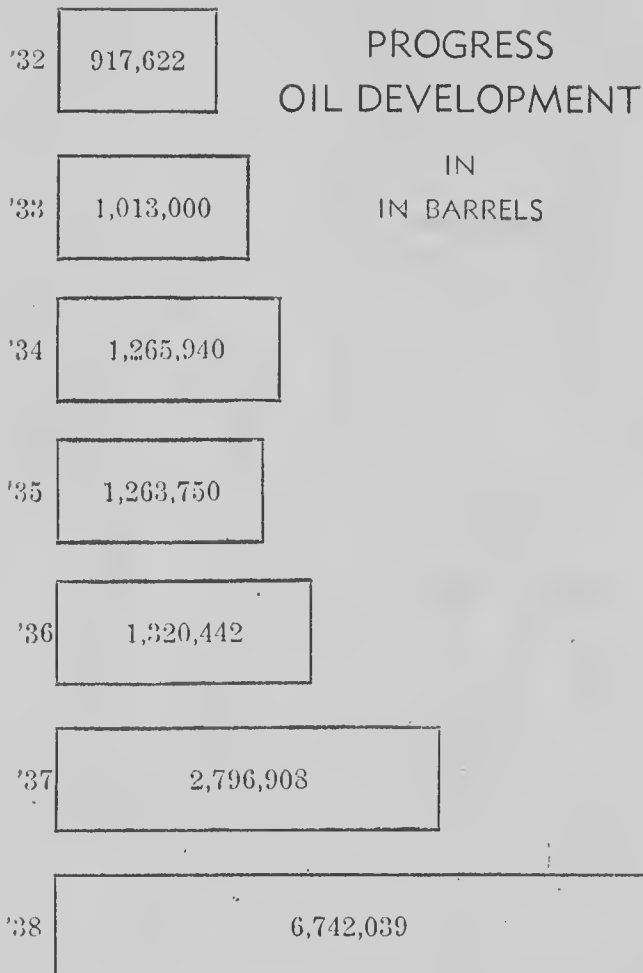 PROGRESS
OIL DEVELOPMENT
IN
IN BARRELS
'32 917,622
'33 1,013,000
'34 1,265,940
'35 1,263,750
'36 1,320,442
'37 2,796,908
'38 6,742,039